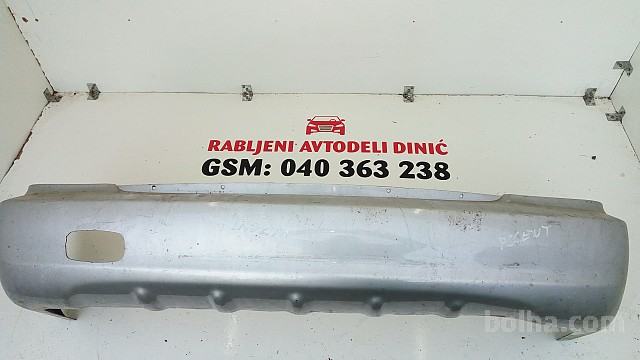 RABLJENI AVTODELI DINIĆ
GSM: 040 363 238
bolha.com